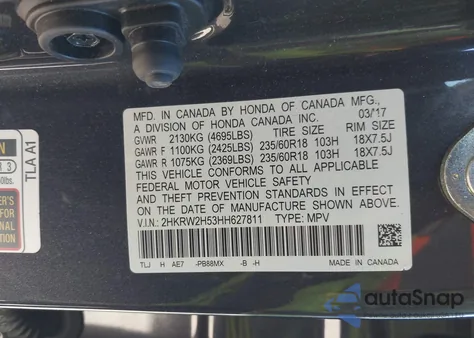 MFD. IN CANADA BY HONDA OF CANADA MFG.,
A DIVISION OF HONDA CANADA INC. 03/17
GVWR 2130KG (4695LBS) TIRE SIZE RIM SIZE
GAWR F 1100KG (2425LBS) 235/60R18 103H 18X7.5J
GAWR R 1075KG (2369LBS) 235/60R18 103H 18X7.5J
THIS VEHICLE CONFORMS TO ALL APPLICABLE
FEDERAL MOTOR VEHICLE SAFETY
AND THEFT PREVENTION STANDARDS IN EFFECT
ON THE DATE OF MANUFACTURE SHOWN ABOVE.
V.I.N.: 2HKRW2H53HH627811 TYPE: MPV
TLJ H AE7 -PB88MX -B -H MADE IN CANADA
TLA A1
autoSnap